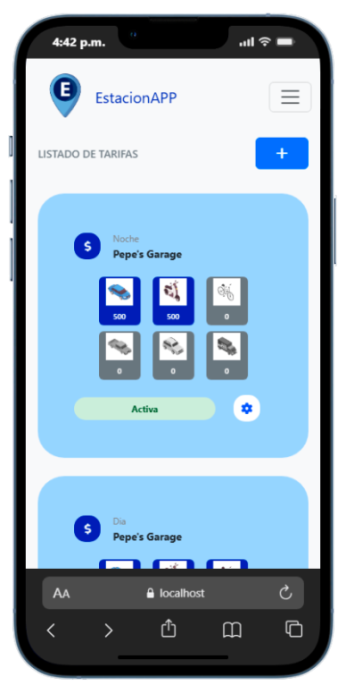 4:42 p.m.
E
EstacionAPP
LISTADO DE TARIFAS
+
$
Noche
Pepe's Garage
500
500
0
0
0
0
Activa
$
Dia
Pepe's Garage
AA
localhost